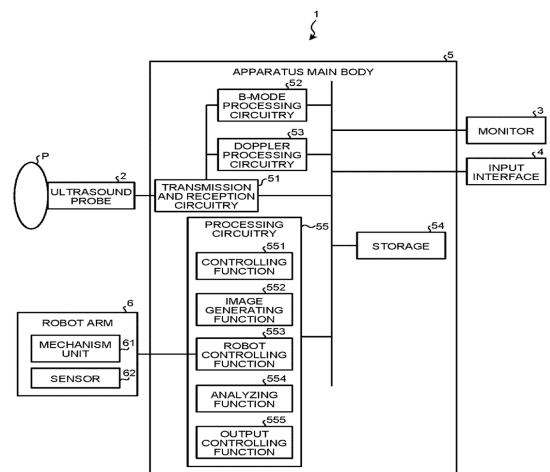 1
5
APPARATUS MAIN BODY
52
B-MODE
PROCESSING
CIRCUITRY
53
DOPPLER
PROCESSING
CIRCUITRY
3
MONITOR
4
INPUT
INTERFACE
P
2
ULTRASOUND
PROBE
51
TRANSMISSION
AND RECEPTION
CIRCUITRY
55
PROCESSING
CIRCUITRY
551
CONTROLLING
FUNCTION
54
STORAGE
552
IMAGE
GENERATING
FUNCTION
6
ROBOT ARM
61
MECHANISM
UNIT
62
SENSOR
553
ROBOT
CONTROLLING
FUNCTION
554
ANALYZING
FUNCTION
555
OUTPUT
CONTROLLING
FUNCTION